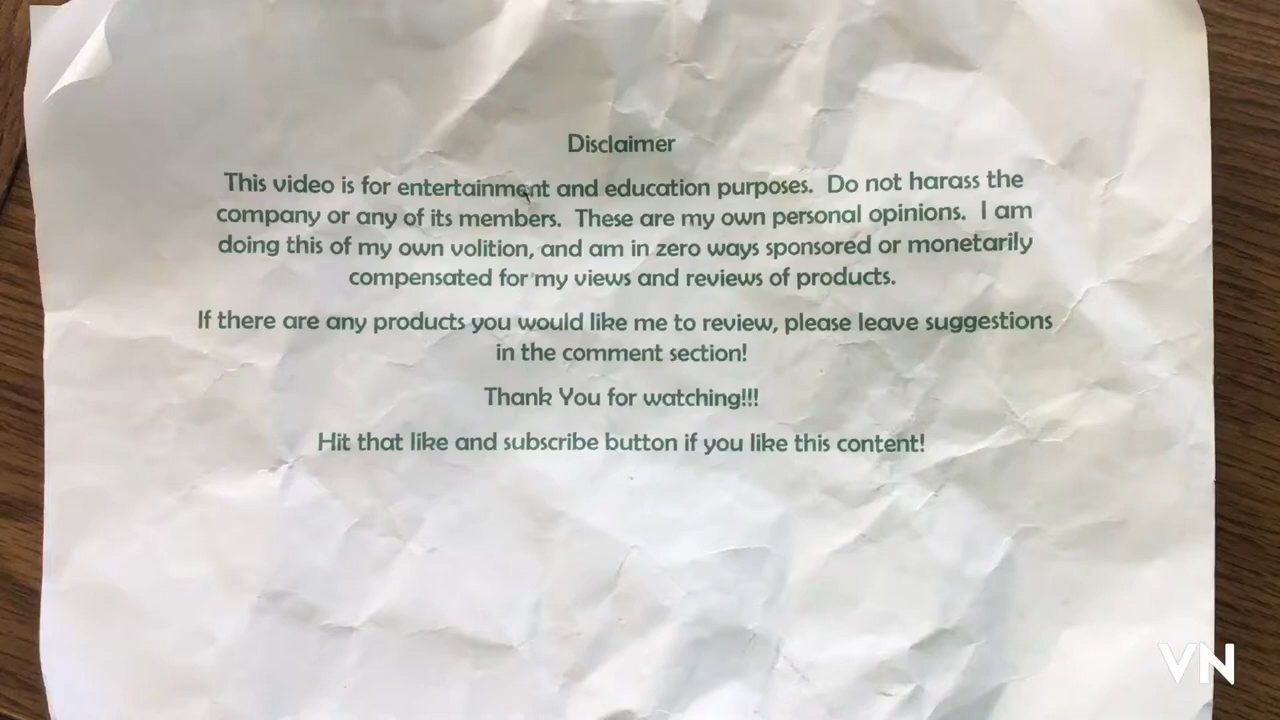 Disclaimer
This video is for entertainment and education purposes.  Do not harass the
company or any of its members.  These are my own personal opinions.  I am
doing this of my own volition, and am in zero ways sponsored or monetarily
compensated for my views and reviews of products.
If there are any products you would like me to review, please leave suggestions
in the comment section!
Thank You for watching!!!
Hit that like and subscribe button if you like this content!
VN